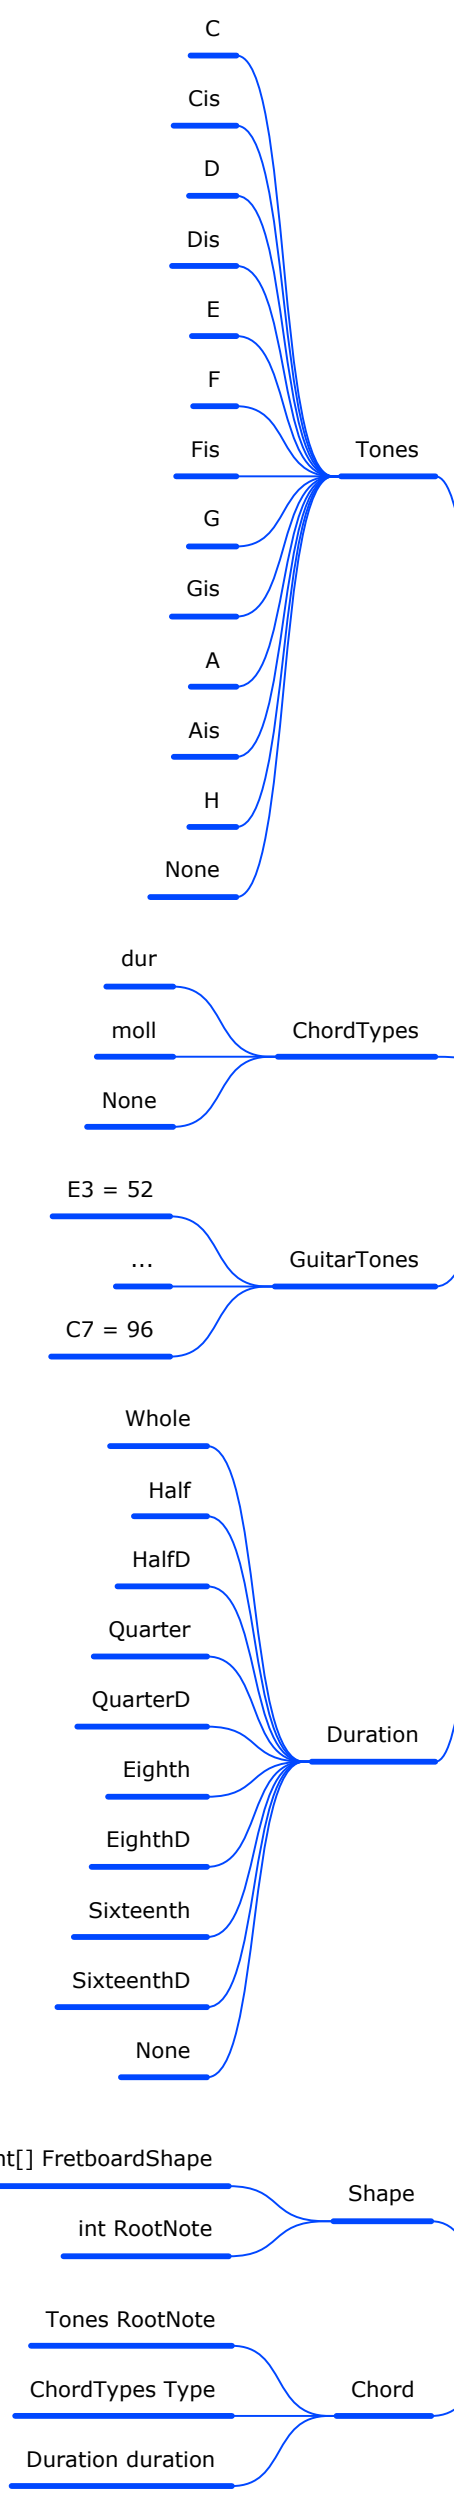 C
Cis
D
Dis
E
F
Fis
Tones
G
Gis
A
Ais
H
None
dur
moll
ChordTypes
None
E3 = 52
...
GuitarTones
C7 = 96
Whole
Half
HalfD
Quarter
QuarterD
Duration
Eighth
EighthD
Sixteenth
SixteenthD
None
nt[] FretboardShape
Shape
int RootNote
Tones RootNote
ChordTypes Type
Chord
Duration duration